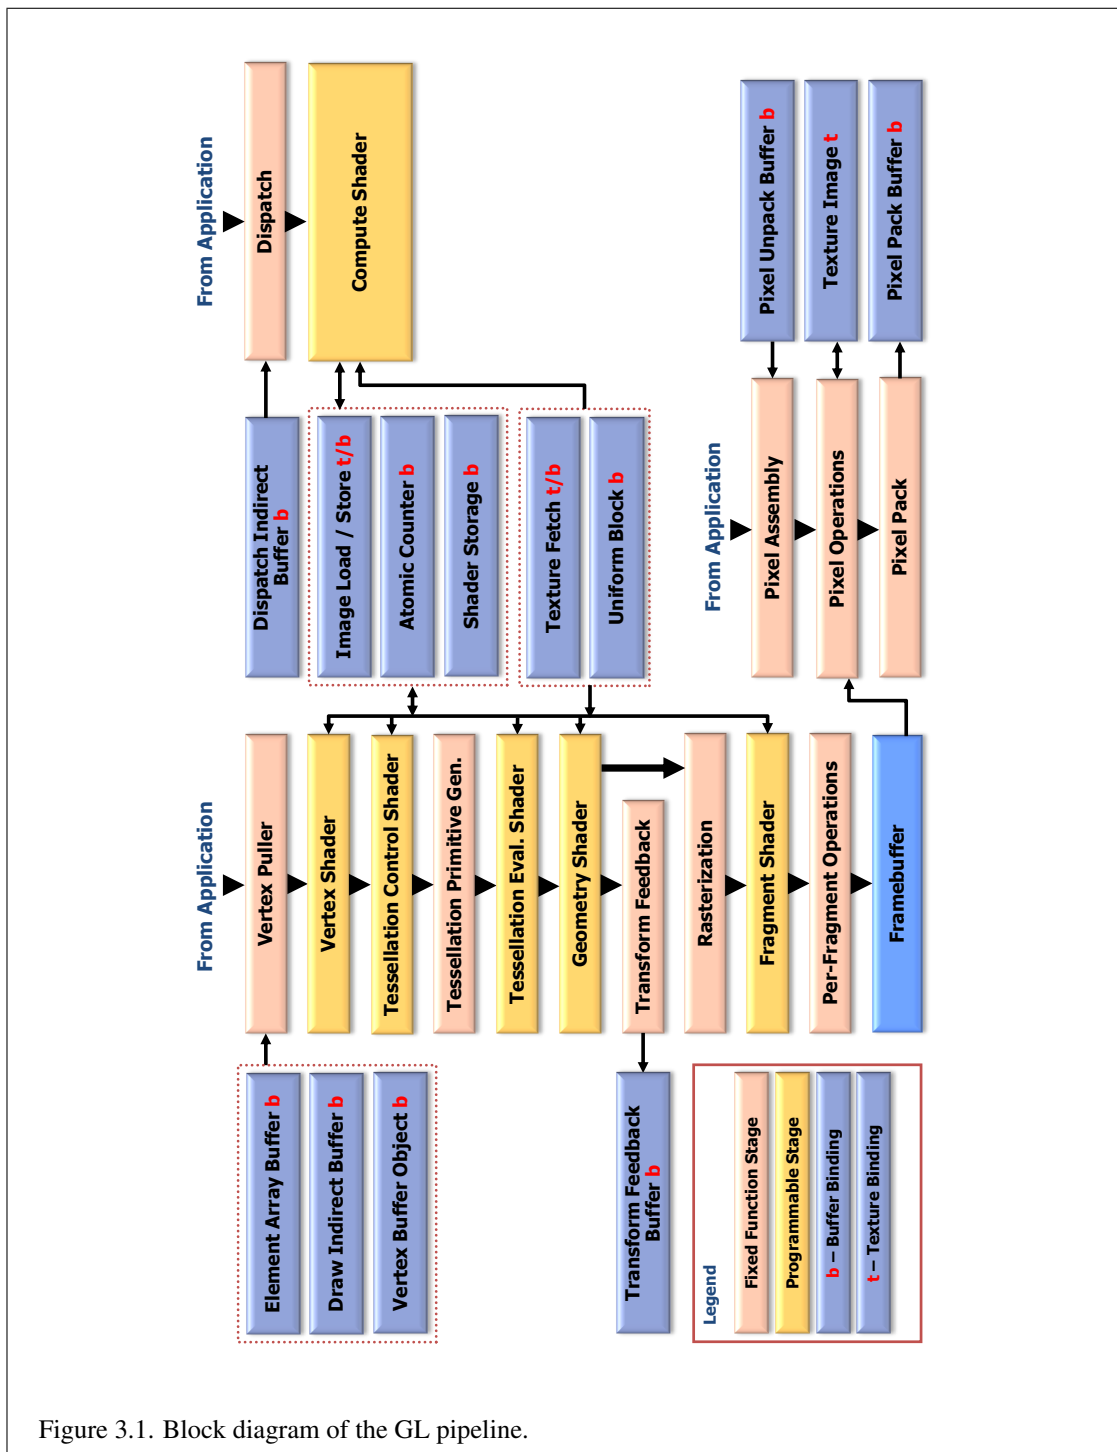 From Application
Vertex Puller
Vertex Shader
Tessellation Control Shader
Tessellation Primitive Gen.
Tessellation Eval. Shader
Geometry Shader
Transform Feedback
Rasterization
Fragment Shader
Per-Fragment Operations
Framebuffer
Element Array Buffer b
Draw Indirect Buffer b
Vertex Buffer Object b
Transform Feedback
Buffer b
Legend
Fixed Function Stage
Programmable Stage
b – Buffer Binding
t – Texture Binding
Dispatch Indirect
Buffer b
Image Load / Store t/b
Atomic Counter b
Shader Storage b
Texture Fetch t/b
Uniform Block b
From Application
Dispatch
Compute Shader
From Application
Pixel Assembly
Pixel Operations
Pixel Pack
Pixel Unpack Buffer b
Texture Image t
Pixel Pack Buffer b
Figure 3.1. Block diagram of the GL pipeline.